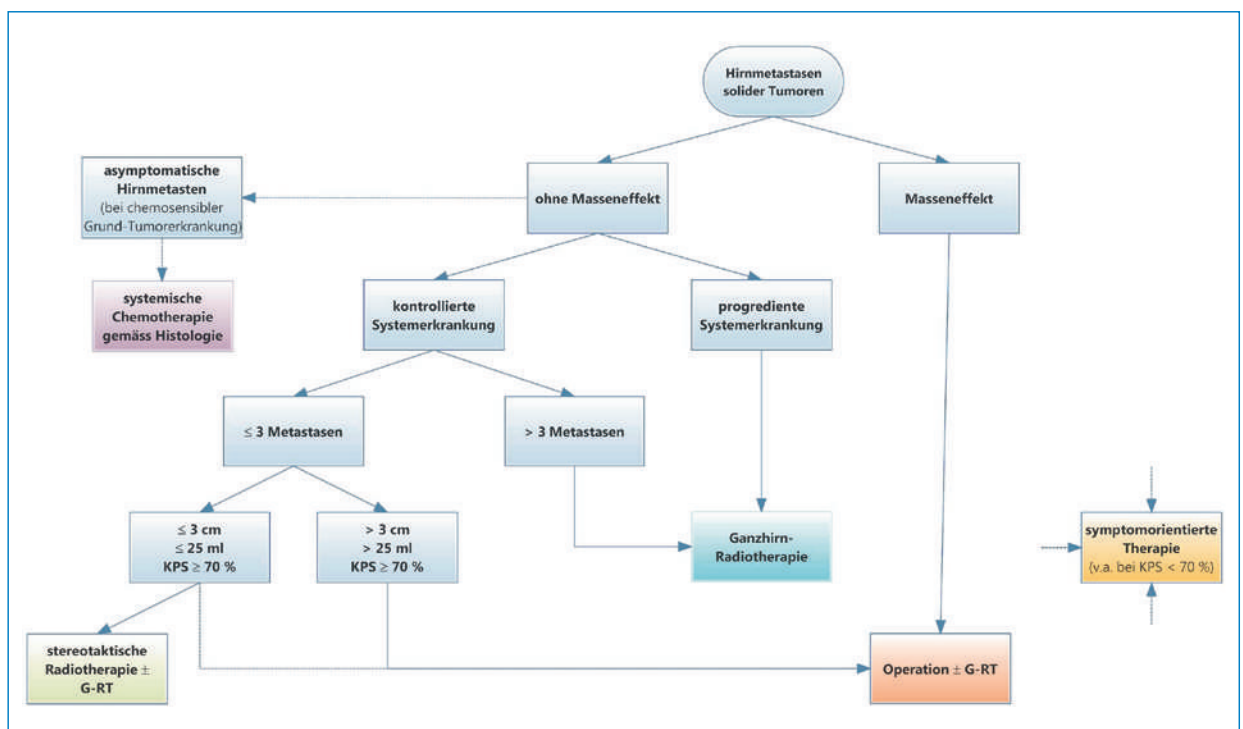 Hirnmetastasen
solider Tumoren
asymptomatische
Hirnmetasten
(bei chemosensibler
Grund-Tumorerkrankung)
ohne Masseneffekt
Masseneffekt
systemische
Chemotherapie
gemäss Histologie
kontrollierte
Systemerkrankung
progrediente
Systemerkrankung
≤ 3 Metastasen
> 3 Metastasen
≤ 3 cm
≤ 25 ml
KPS ≥ 70 %
> 3 cm
> 25 ml
KPS ≥ 70 %
Ganzhirn-
Radiotherapie
symptomorientierte
Therapie
(v.a. bei KPS < 70 %)
stereotaktische
Radiotherapie ±
G-RT
Operation ± G-RT